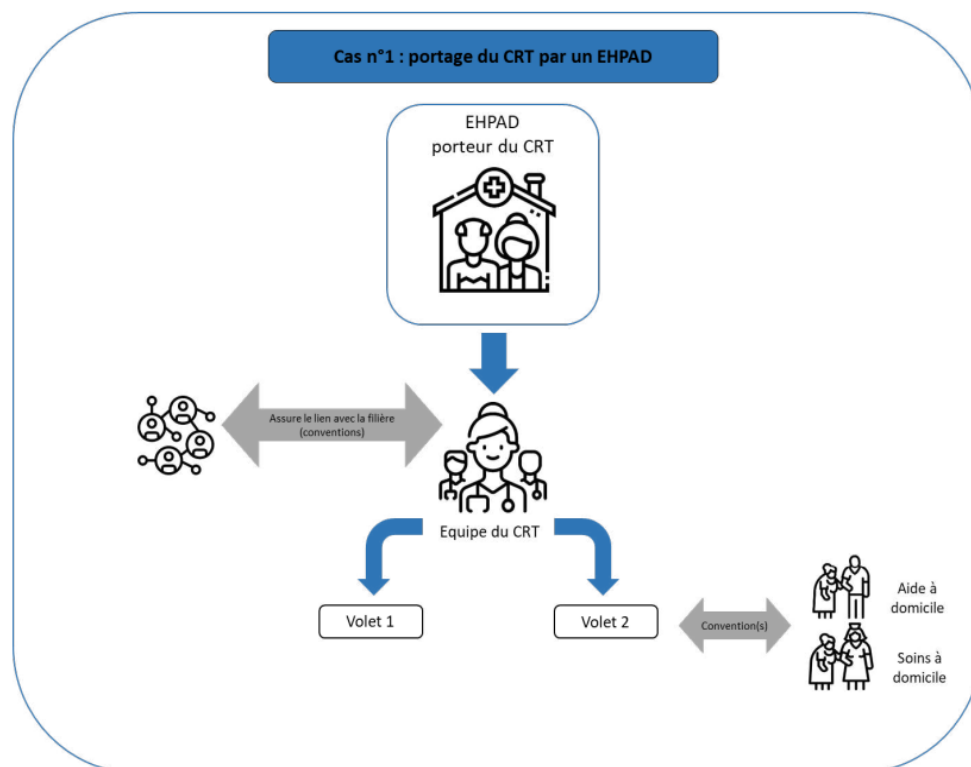 Cas n°1 : portage du CRT par un EHPAD
EHPAD
porteur du CRT
Assure le lien avec la filière
(conventions)
Equipe du CRT
Volet 1
Volet 2
Convention(s)
Aide à
domicile
Soins à
domicile